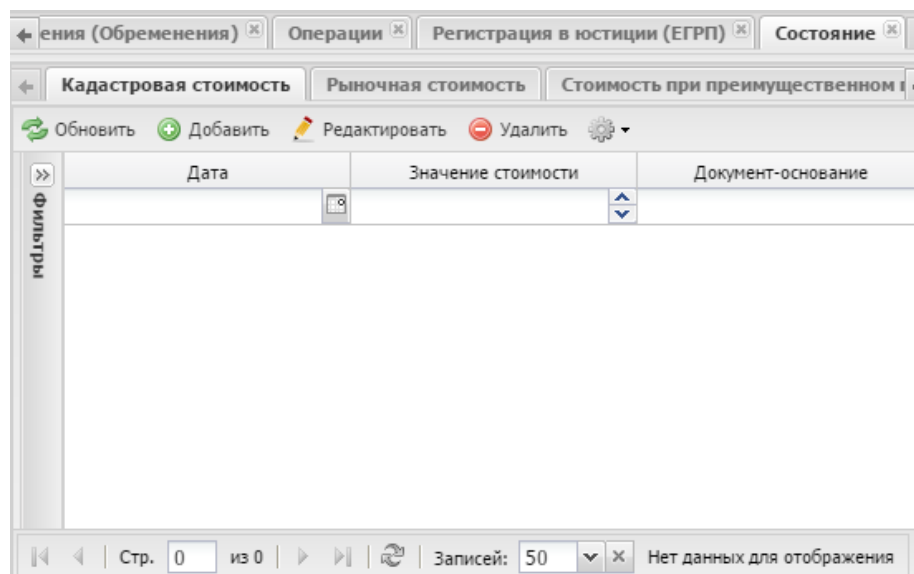 ения (Обременения) Операции Регистрация в юстиции (ЕГРП) Состояние
Кадастровая стоимость Рыночная стоимость Стоимость при преимущественном
Обновить Добавить Редактировать Удалить
Дата Значение стоимости Документ-основание
Фильтры
Стр. 0 из 0 Записей: 50 Нет данных для отображения